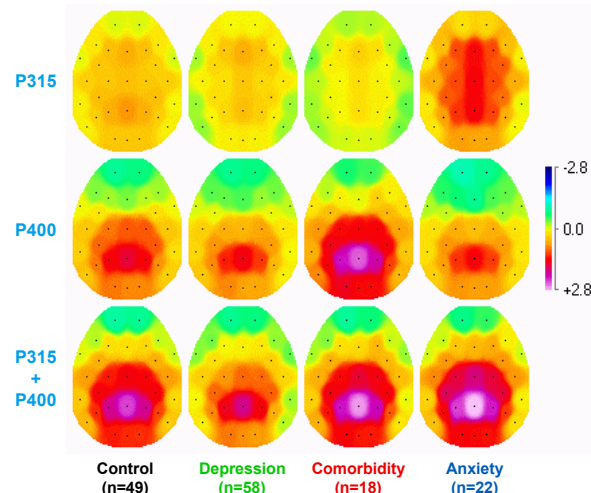 P315
P400
-2.8
0.0
+2.8
P315
+
P400
Control
(n=49)
Depression
(n=58)
Comorbidity
(n=18)
Anxiety
(n=22)